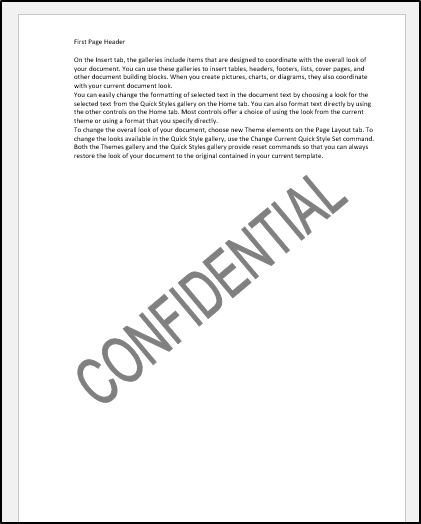 First Page Header
On the Insert tab, the galleries include items that are designed to coordinate with the overall look of
your document. You can use these galleries to insert tables, headers, footers, lists, cover pages, and
other document building blocks. When you create pictures, charts, or diagrams, they also coordinate
with your current document look.
You can easily change the formatting of selected text in the document text by choosing a look for the
selected text from the Quick Styles gallery on the Home tab. You can also format text directly by using
the other controls on the Home tab. Most controls offer a choice of using the look from the current
theme or using a format that you specify directly.
To change the overall look of your document, choose new Theme elements on the Page Layout tab. To
change the looks available in the Quick Style gallery, use the Change Current Quick Style Set command.
Both the Themes gallery and the Quick Styles gallery provide reset commands so that you can always
restore the look of your document to the original contained in your current template.
CONFIDENTIAL